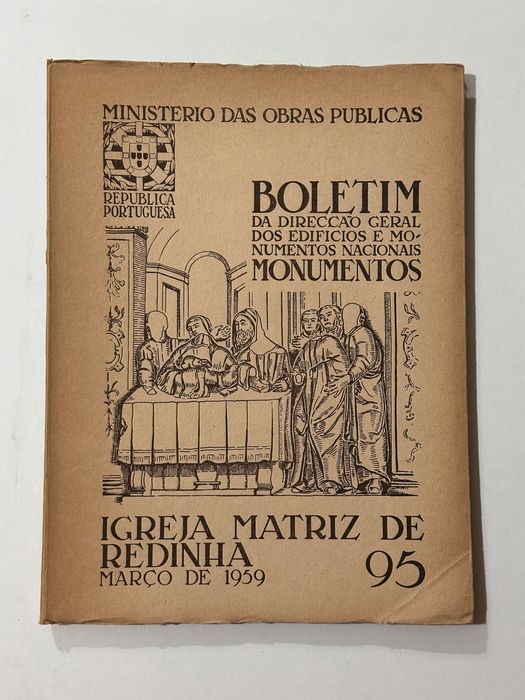 MINISTERIO DAS OBRAS PUBLICAS
REPUBLICA
PORTUGUESA
BOLETIM
DA DIRECÇÃO GERAL
DOS EDIFICIOS E MO-
NUMENTOS NACIONAIS
MONUMENTOS
IGREJA MATRIZ DE
REDINHA 95
MARÇO DE 1959